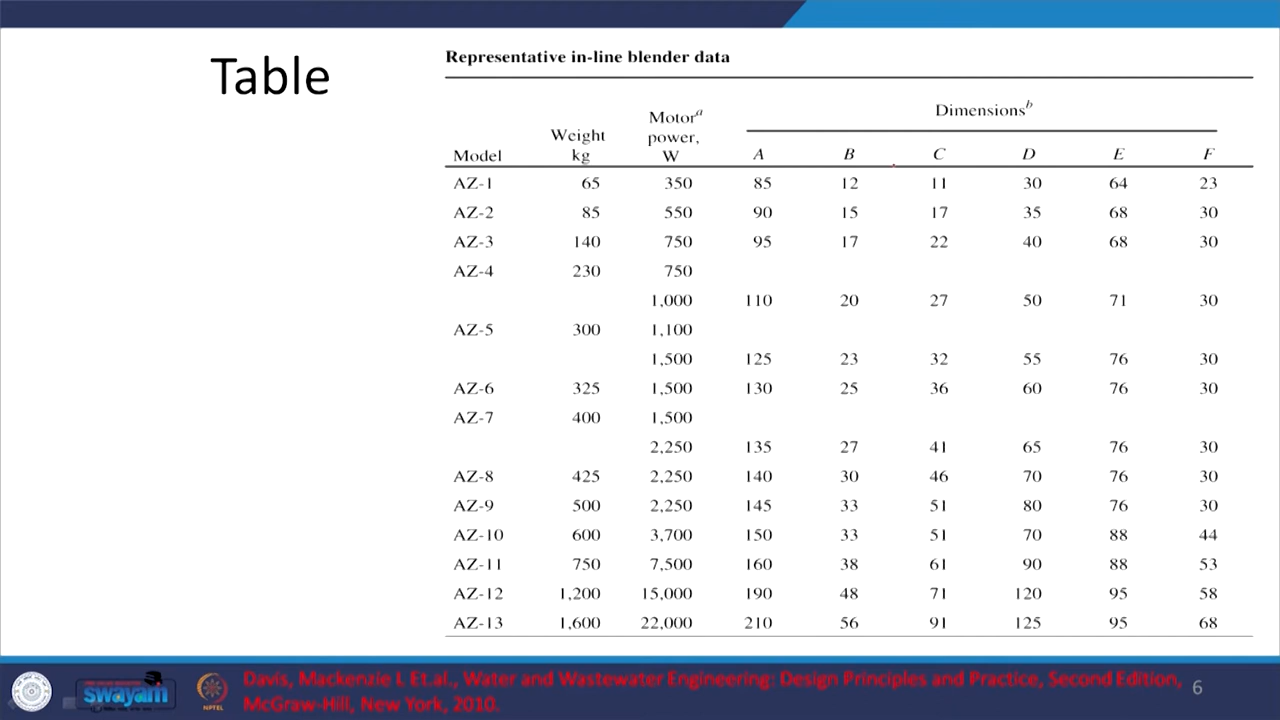 Table
Representative in-line blender data
Dimensionsᵇ
Motorᵃ
Weight power,
Model kg W A B C D E F
AZ-1 65 350 85 12 11 30 64 23
AZ-2 85 550 90 15 17 35 68 30
AZ-3 140 750 95 17 22 40 68 30
AZ-4 230 750
1,000 110 20 27 50 71 30
AZ-5 300 1,100
1,500 125 23 32 55 76 30
AZ-6 325 1,500 130 25 36 60 76 30
AZ-7 400 1,500
2,250 135 27 41 65 76 30
AZ-8 425 2,250 140 30 46 70 76 30
AZ-9 500 2,250 145 33 51 80 76 30
AZ-10 600 3,700 150 33 51 70 88 44
AZ-11 750 7,500 160 38 61 90 88 53
AZ-12 1,200 15,000 190 48 71 120 95 58
AZ-13 1,600 22,000 210 56 91 125 95 68
swayam
NPTEL
Davis, Mackenzie L Et.al., Water and Wastewater Engineering: Design Principles and Practice, Second Edition,
McGraw-Hill, New York, 2010.
6